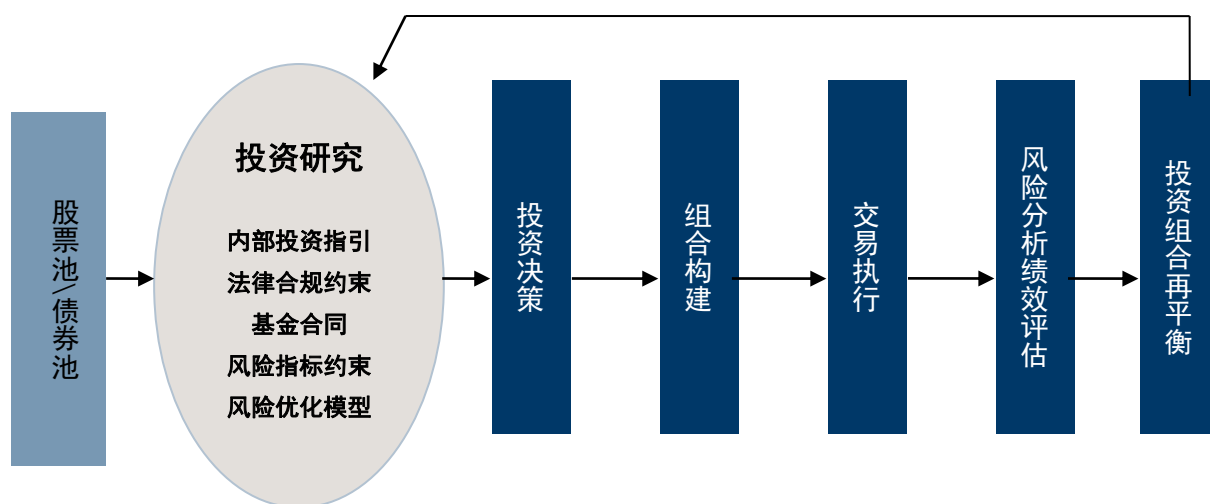 股票池\债券池
投资研究
内部投资指引
法律合规约束
基金合同
风险指标约束
风险优化模型
投资决策
组合构建
交易执行
风险分析绩效评估
投资组合再平衡